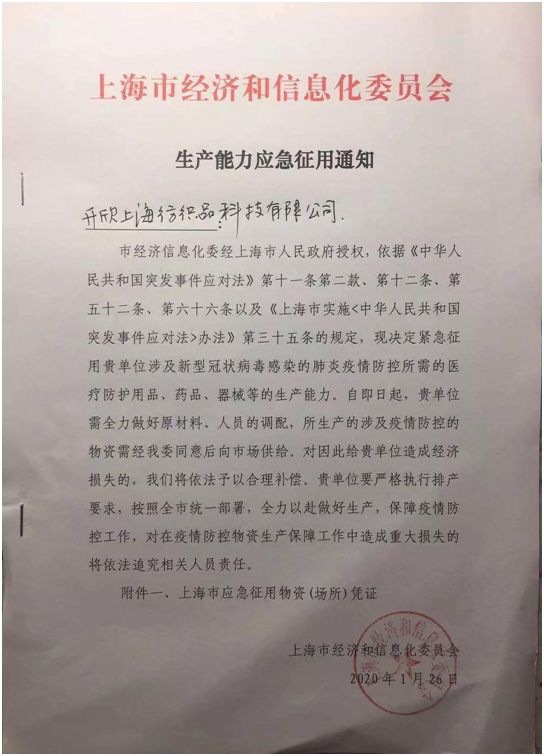 上海市经济和信息化委员会
生产能力应急征用通知
开欣上海纺织品科技有限公司.
市经济信息化委经上海市人民政府授权，依据《中华人
民共和国突发事件应对法》第十一条第二款、第十二条、第
五十二条、第六十六条以及《上海市实施<中华人民共和国
突发事件应对法>办法》第三十五条的规定，现决定紧急征
用贵单位涉及新型冠状病毒感染的肺炎疫情防控所需的医
疗防护用品、药品、器械等的生产能力。自即日起，贵单位
需全力做好原材料、人员的调配，所生产的涉及疫情防控的
物资需经我委同意后向市场供给。对因此给贵单位造成经济
损失的，我们将依法予以合理补偿。贵单位要严格执行排产
要求，按照全市统一部署，全力以赴做好生产，保障疫情防
控工作，对在疫情防控物资生产保障工作中造成重大损失的
将依法追究相关人员责任。
附件一、上海市应急征用物资(场所)凭证
上海市经济和信息化委员会
2020年1月26日
上海市经济和信息化委员会